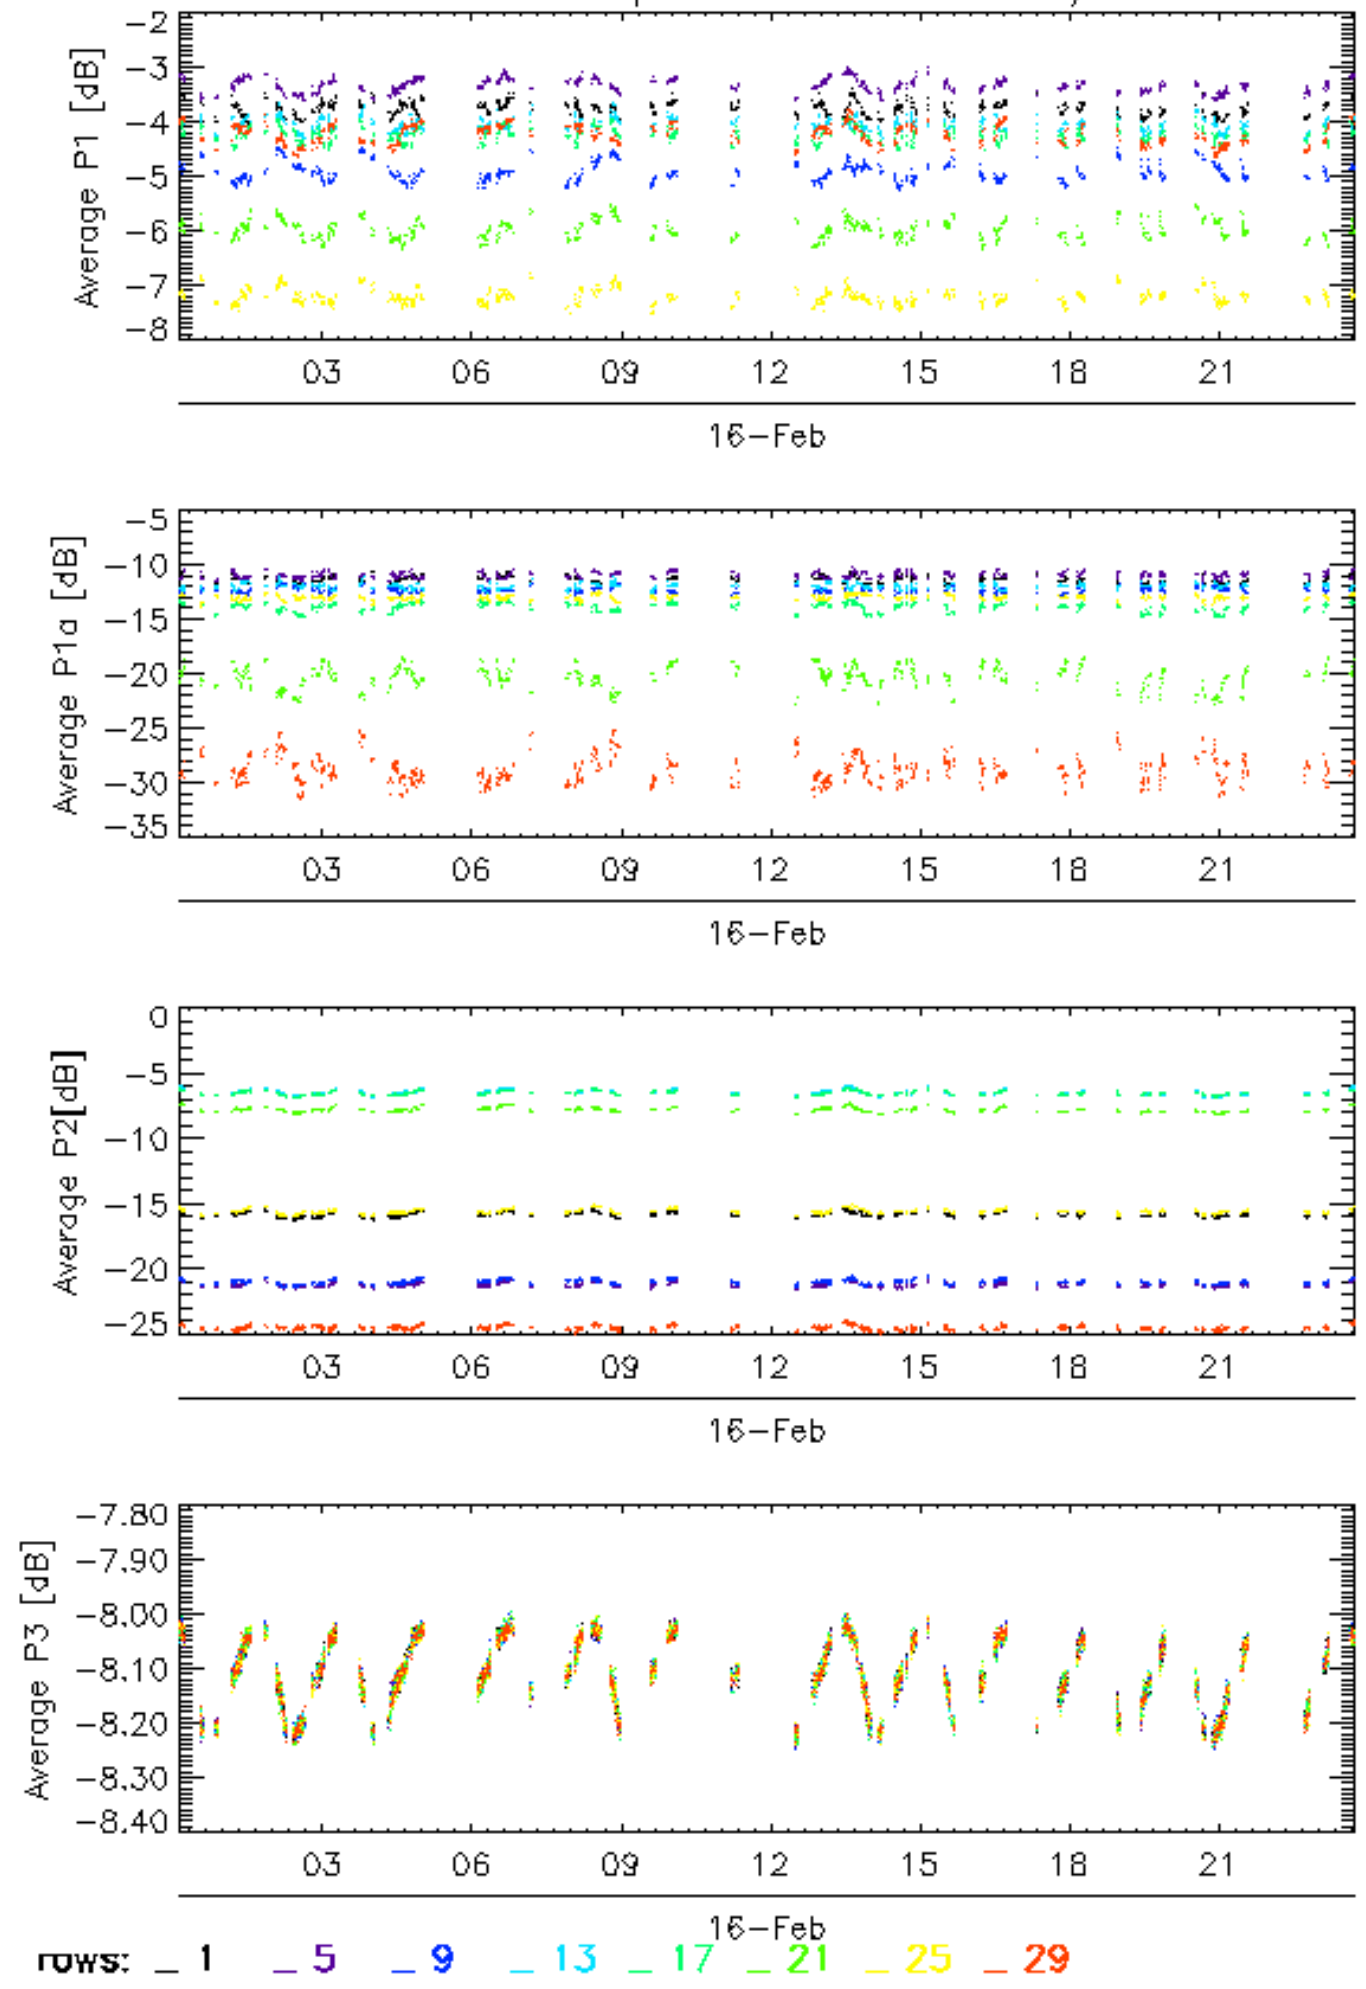 Average P1 [dB]
-2
-3
-4
-5
-6
-7
-8
03 06 09 12 15 18 21
16-Feb
Average P1a [dB]
-5
-10
-15
-20
-25
-30
-35
03 06 09 12 15 18 21
16-Feb
Average P2[dB]
0
-5
-10
-15
-20
-25
03 06 09 12 15 18 21
16-Feb
Average P3 [dB]
-7.80
-7.90
-8.00
-8.10
-8.20
-8.30
-8.40
03 06 09 12 15 18 21
16-Feb
rows: _ 1 _ 5 _ 9 _ 13 _ 17 _ 21 _ 25 _ 29